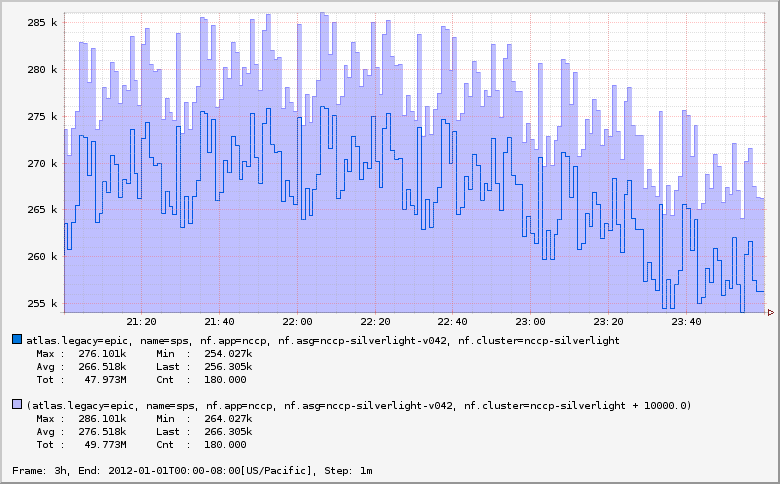 285 k
280 k
275 k
270 k
265 k
260 k
255 k
21:20 21:40 22:00 22:20 22:40 23:00 23:20 23:40
atlas.legacy=epic, name=sps, nf.app=nccp, nf.asg=nccp-silverlight-v042, nf.cluster=nccp-silverlight
Max : 276.101k Min : 254.027k
Avg : 266.518k Last : 256.305k
Tot : 47.973M Cnt : 180.000
(atlas.legacy=epic, name=sps, nf.app=nccp, nf.asg=nccp-silverlight-v042, nf.cluster=nccp-silverlight + 10000.0)
Max : 286.101k Min : 264.027k
Avg : 276.518k Last : 266.305k
Tot : 49.773M Cnt : 180.000
Frame: 3h, End: 2012-01-01T00:00-08:00[US/Pacific], Step: 1m